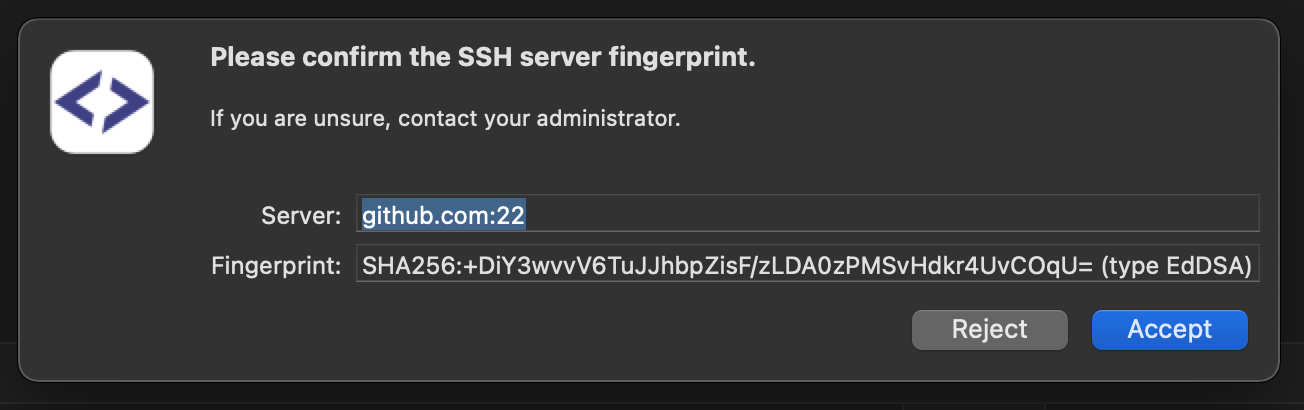 Please confirm the SSH server fingerprint.
If you are unsure, contact your administrator.
Server: github.com:22
Fingerprint: SHA256:+DiY3wvvV6TuJJhbpZisF/zLDA0zPMSvHdkr4UvCOqU= (type EdDSA)
Reject Accept